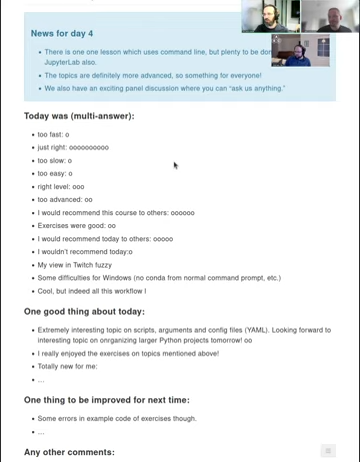 News for day 4
There is one one lesson which uses command line, but plenty to be don
JupyterLab also.
The topics are definitely more advanced, so something for everyone!
We also have an exciting panel discussion where you can "ask us anything."
Today was (multi-answer):
too fast: o
just right: oooooooooo
too slow: o
too easy: o
right level: ooo
too advanced: oo
I would recommend this course to others: oooooo
Exercises were good: oo
I would recommend today to others: ooooo
I wouldn't recommend today:o
My view in Twitch fuzzy
Some difficulties for Windows (no conda from normal command prompt, etc.)
Cool, but indeed all this workflow I
One good thing about today:
Extremely interesting topic on scripts, arguments and config files (YAML). Looking forward to
interesting topic on onrganizing larger Python projects tomorrow! oo
I really enjoyed the exercises on topics mentioned above!
Totally new for me:
...
One thing to be improved for next time:
Some errors in example code of exercises though.
...
Any other comments: